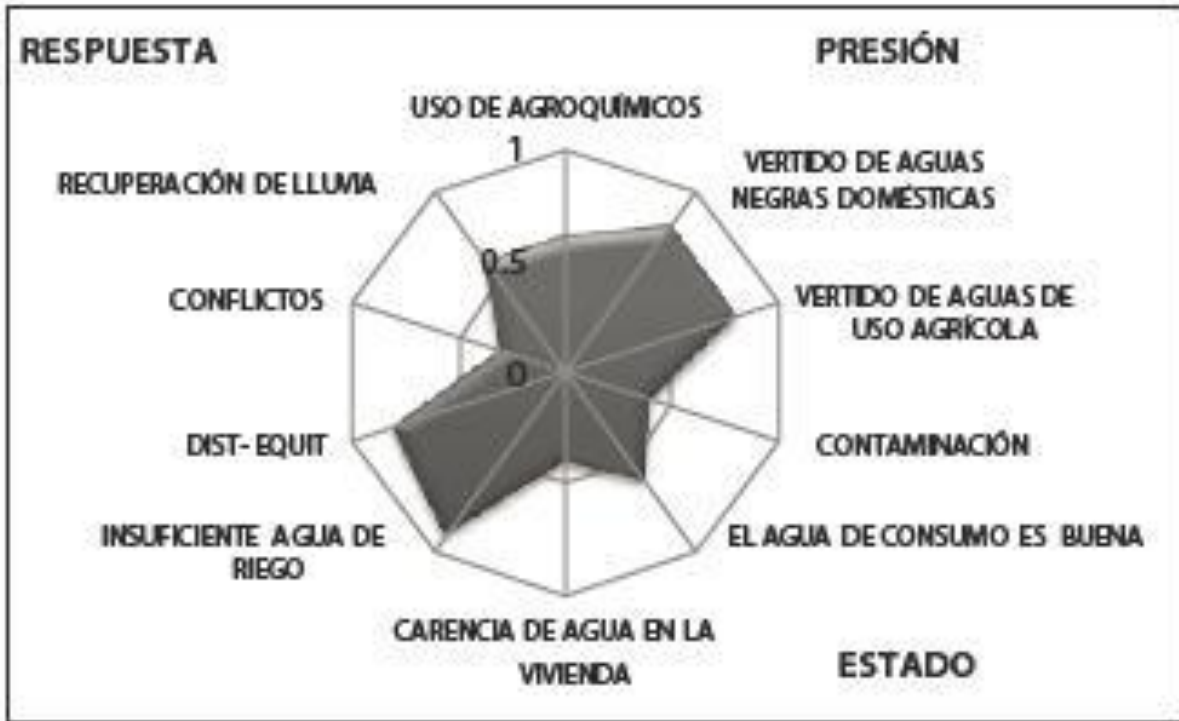 RESPUESTA
PRESIÓN
USO DE AGROQUÍMICOS
1
VERTIDO DE AGUAS
NEGRAS DOMÉSTICAS
RECUPERACIÓN DE LLUVIA
0.5
CONFLICTOS
VERTIDO DE AGUAS DE
USO AGRÍCOLA
0
DIST- EQUIT
CONTAMINACIÓN
INSUFICIENTE AGUA DE
RIEGO
EL AGUA DE CONSUMO ES BUENA
CARENCIA DE AGUA EN LA
VIVIENDA
ESTADO